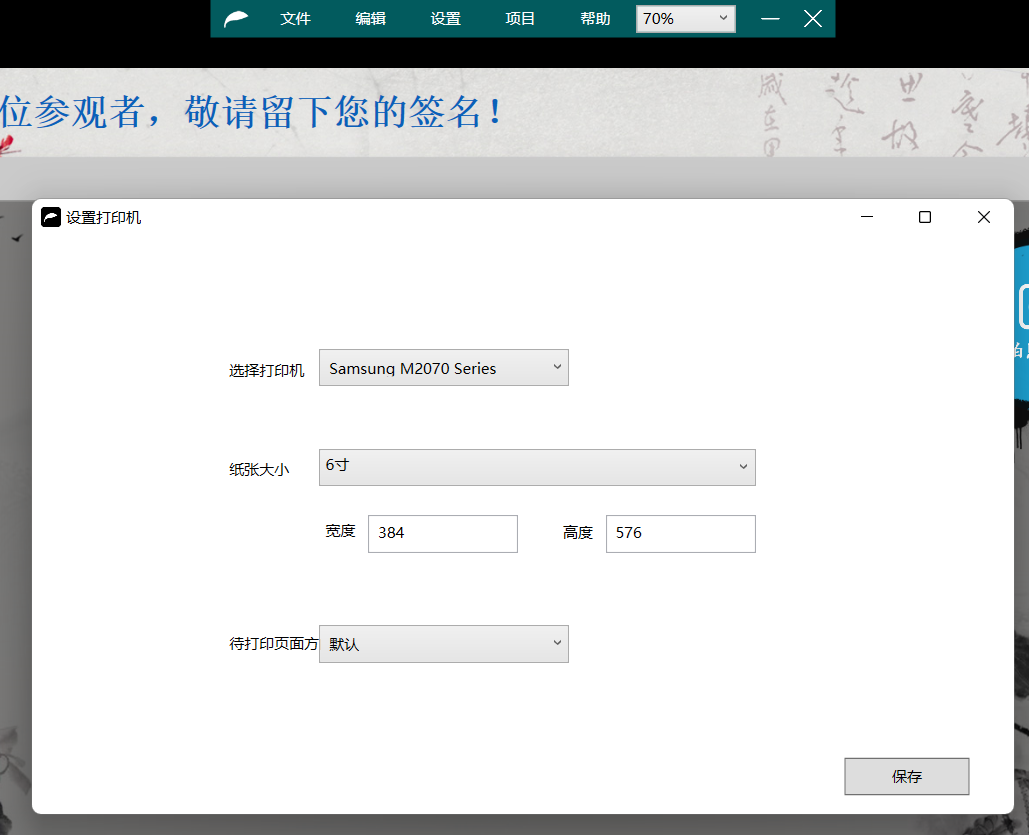 文件 编辑 设置 项目 帮助 70%
位参观者，敬请留下您的签名！
设置打印机
选择打印机 Samsung M2070 Series
纸张大小 6寸
宽度 384 高度 576
待打印页面方 默认
保存